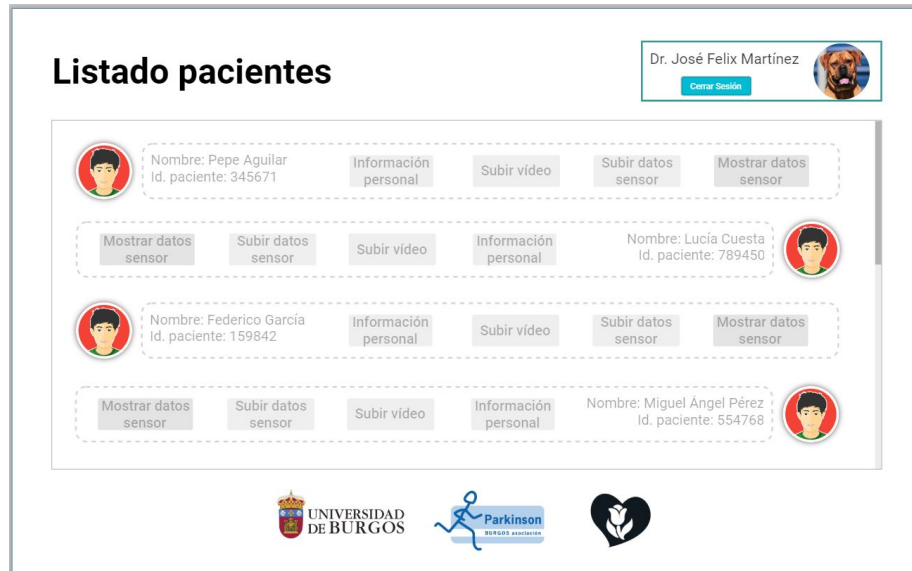 Listado pacientes
Dr. José Felix Martínez
Cerrar Sesión
Nombre: Pepe Aguilar
Id. paciente: 345671
Información
personal
Subir vídeo
Subir datos
sensor
Mostrar datos
sensor
Mostrar datos
sensor
Subir datos
sensor
Subir vídeo
Información
personal
Nombre: Lucía Cuesta
Id. paciente: 789450
Nombre: Federico García
Id. paciente: 159842
Información
personal
Subir vídeo
Subir datos
sensor
Mostrar datos
sensor
Mostrar datos
sensor
Subir datos
sensor
Subir vídeo
Información
personal
Nombre: Miguel Ángel Pérez
Id. paciente: 554768
UNIVERSIDAD
DE BURGOS
Parkinson
BURGOS asociación